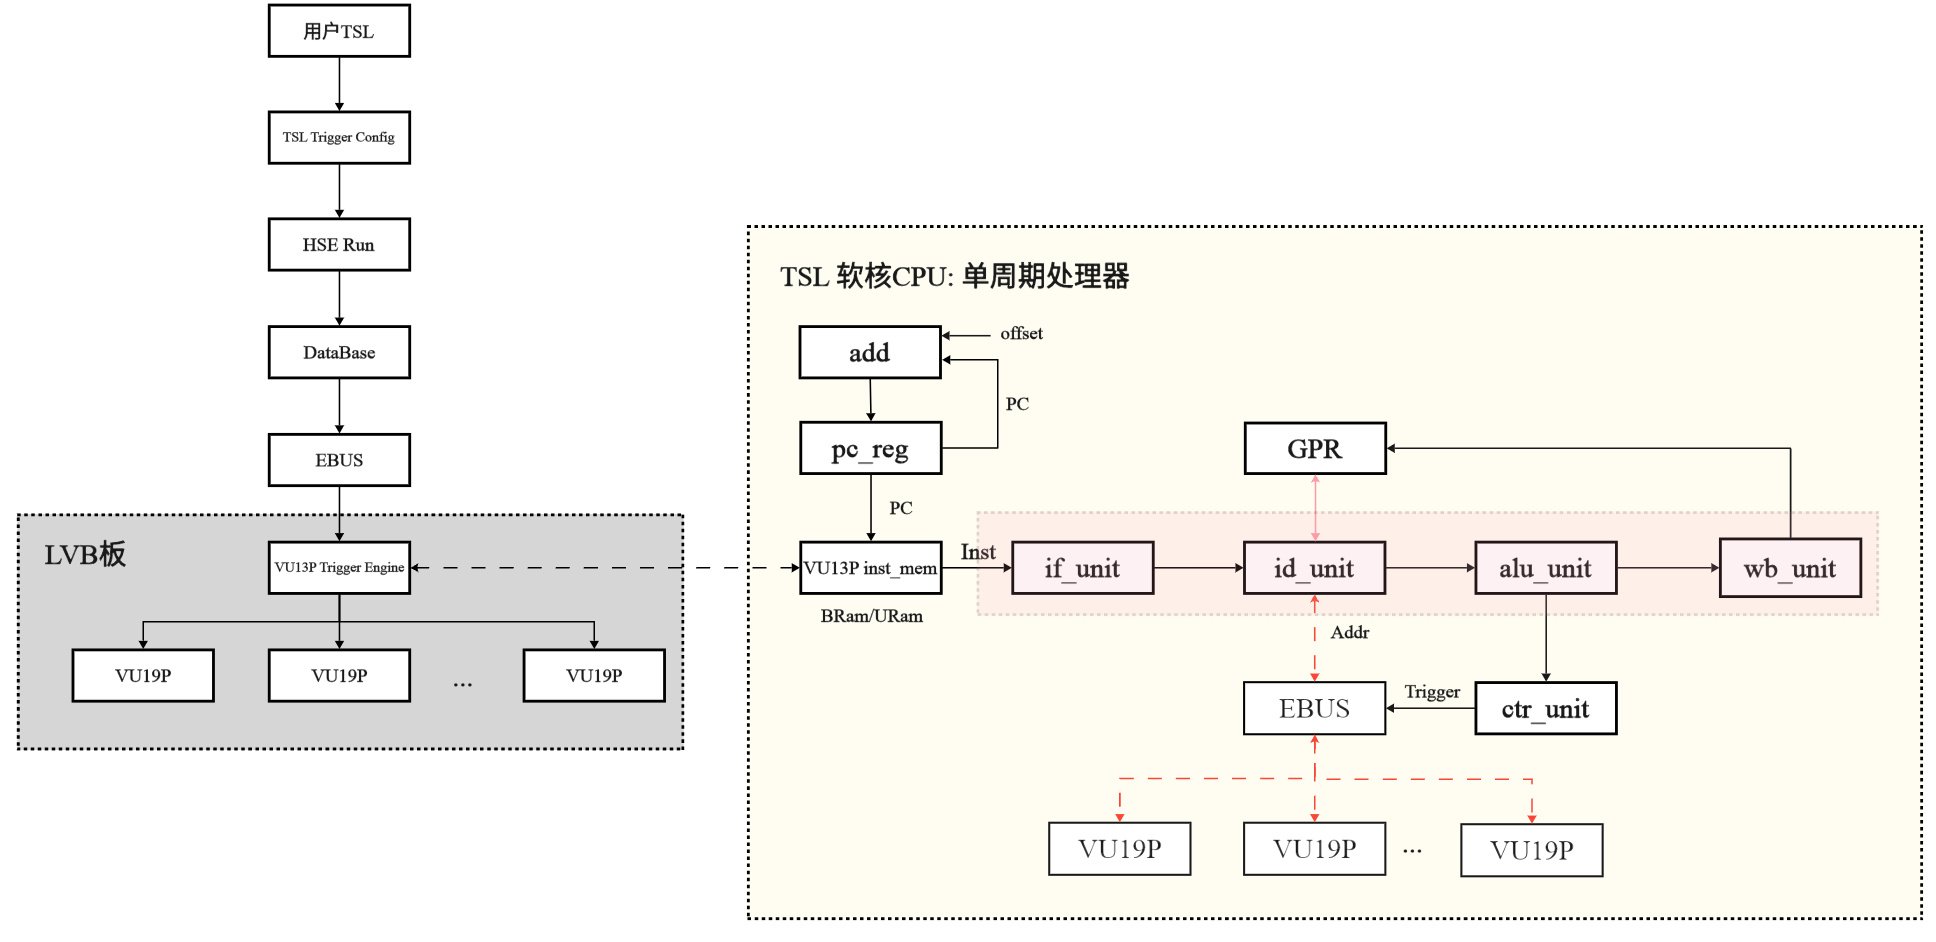 用户TSL
TSL Trigger Config
HSE Run
DataBase
EBUS
LVB板
VU13P Trigger Engine
VU19P
VU19P
...
VU19P
TSL 软核CPU: 单周期处理器
add
offset
PC
pc_reg
PC
GPR
VU13P inst_mem
Inst
if_unit
id_unit
alu_unit
wb_unit
BRam/URam
Addr
EBUS
Trigger
ctr_unit
VU19P
VU19P
...
VU19P